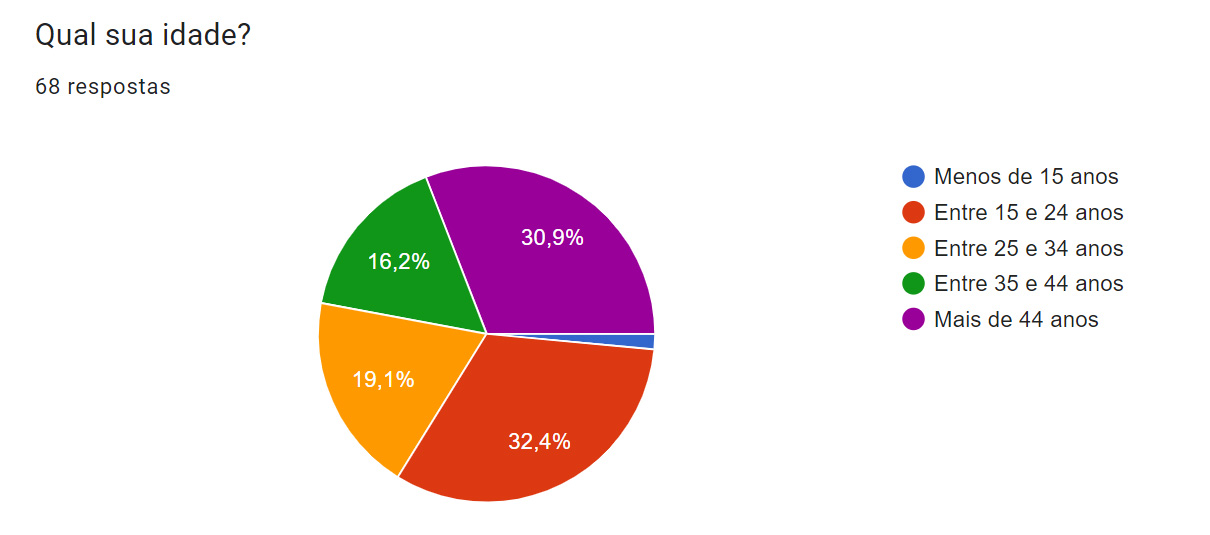 Qual sua idade?
68 respostas
30,9%
16,2%
19,1%
32,4%
Menos de 15 anos
Entre 15 e 24 anos
Entre 25 e 34 anos
Entre 35 e 44 anos
Mais de 44 anos